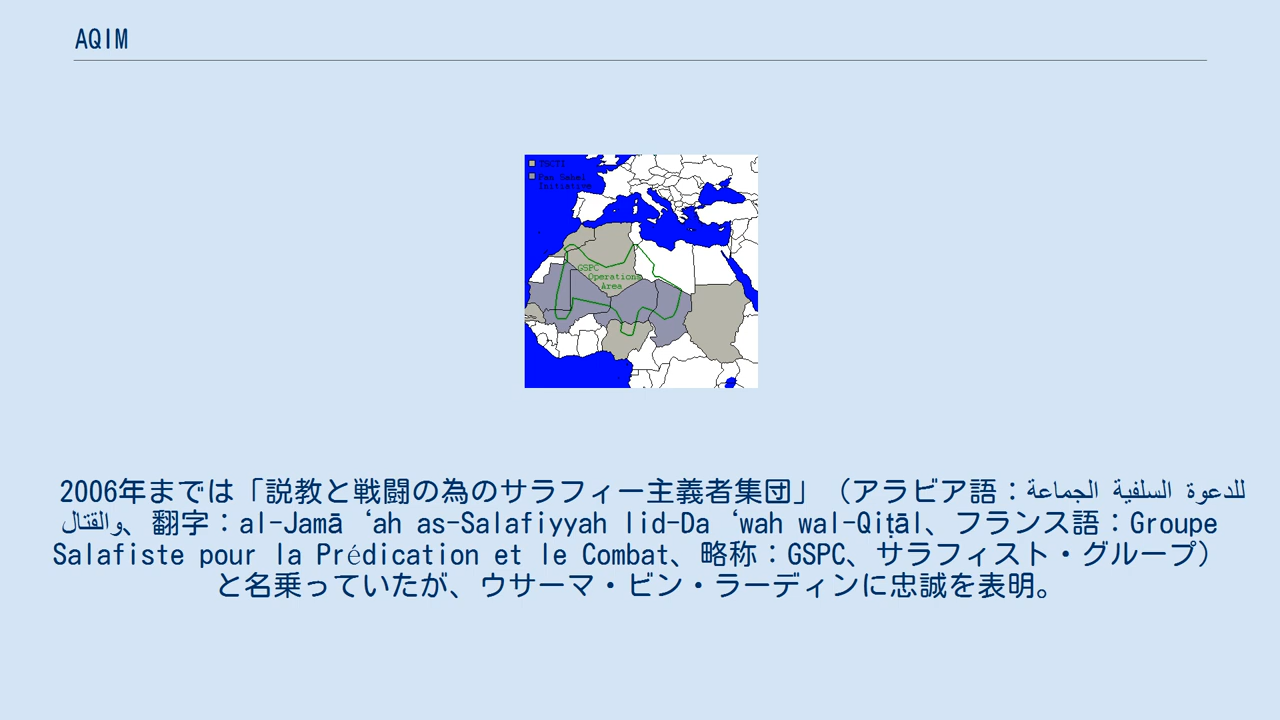 AQIM
TSCTI
Pan Sahel
Initiative
GSPC
Operations
Area
2006年までは「説教と戦闘の為のサラフィー主義者集団」（アラビア語：الجماعة السلفية للدعوة
والقتال、翻字：al-Jamā‘ah as-Salafiyyah lid-Da‘wah wal-Qiṭāl、フランス語：Groupe
Salafiste pour la Prédication et le Combat、略称：GSPC、サラフィスト・グループ）
と名乗っていたが、ウサーマ・ビン・ラーディンに忠誠を表明。